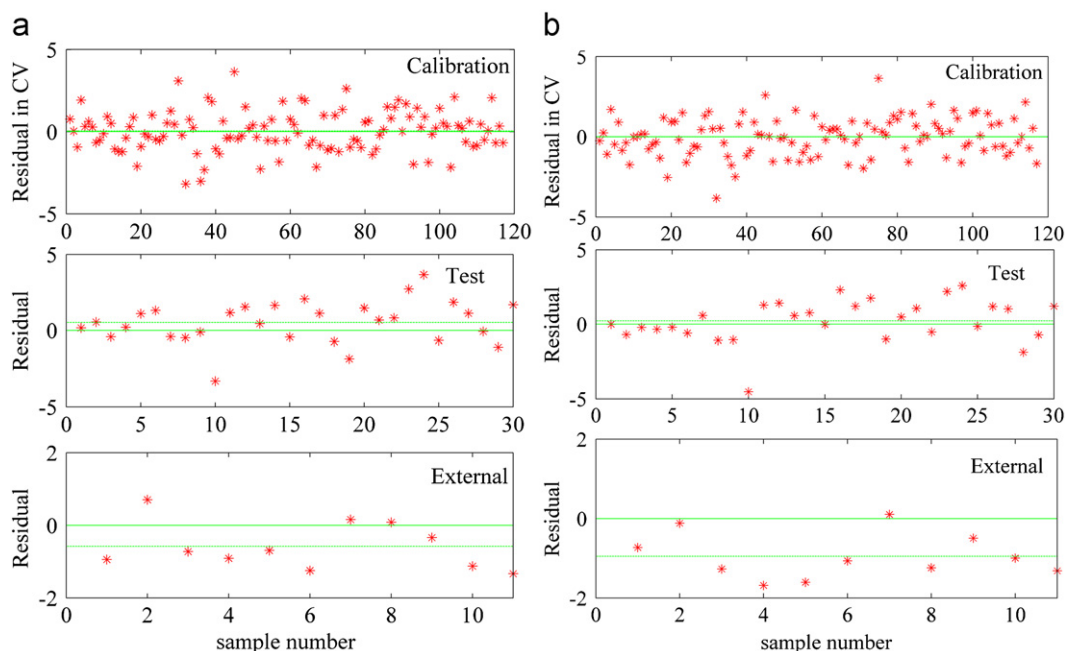 a
Residual in CV
5
0
-5
Calibration
0 20 40 60 80 100 120
Residual
5
0
-5
Test
0 5 10 15 20 25 30
Residual
2
0
-2
External
0 2 4 6 8 10
sample number
b
Residual in CV
5
0
-5
Calibration
0 20 40 60 80 100 120
Residual
5
0
-5
Test
0 5 10 15 20 25 30
Residual
2
0
-2
External
0 2 4 6 8 10
sample number